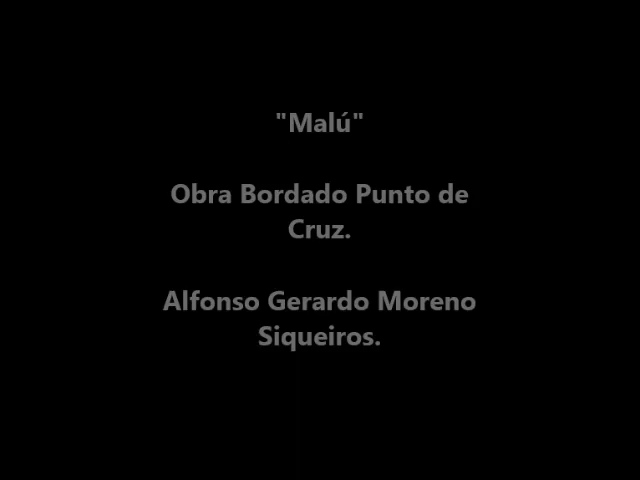 "Malú"
Obra Bordado Punto de
Cruz.
Alfonso Gerardo Moreno
Siqueiros.